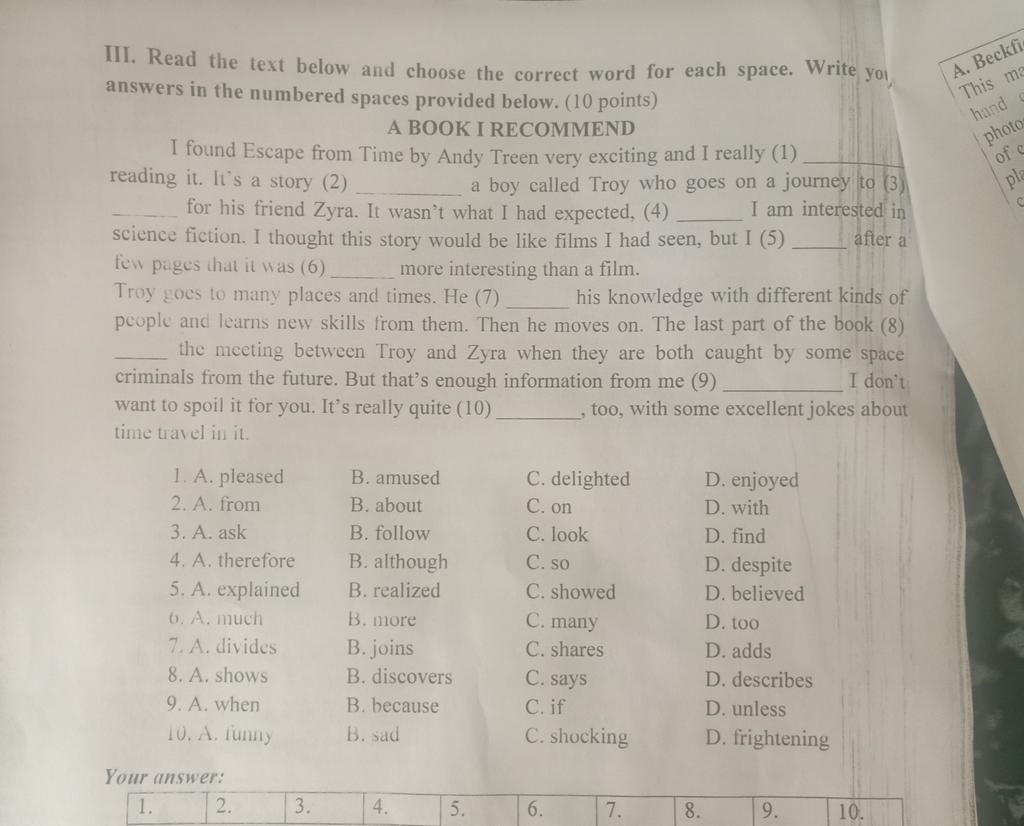 III. Read the text below and choose the correct word for each space. Write
answers in the numbered spaces provided below. (10 points)
A BOOK I RECOMMEND
I found Escape from Time by Andy Treen very exciting and I really (1) ________
reading it. It's a story (2) ________ a boy called Troy who goes on a journey to (3)
______ for his friend Zyra. It wasn't what I had expected, (4) ______ I am interested in
science fiction. I thought this story would be like films I had seen, but I (5) _____ after a
few pages that it was (6) ______ more interesting than a film.
Troy goes to many places and times. He (7) ______ his knowledge with different kinds of
people and learns new skills from them. Then he moves on. The last part of the book (8)
_____ the meeting between Troy and Zyra when they are both caught by some space
criminals from the future. But that's enough information from me (9) __________ I don't
want to spoil it for you. It's really quite (10) ________, too, with some excellent jokes about
time travel in it.
1. A. pleased B. amused C. delighted D. enjoyed
2. A. from B. about C. on D. with
3. A. ask B. follow C. look D. find
4. A. therefore B. although C. so D. despite
5. A. explained B. realized C. showed D. believed
6. A. much B. more C. many D. too
7. A. divides B. joins C. shares D. adds
8. A. shows B. discovers C. says D. describes
9. A. when B. because C. if D. unless
10. A. funny B. sad C. shocking D. frightening
Your answer:
1. 2. 3. 4. 5. 6. 7. 8. 9. 10.
A.
This
hand
of